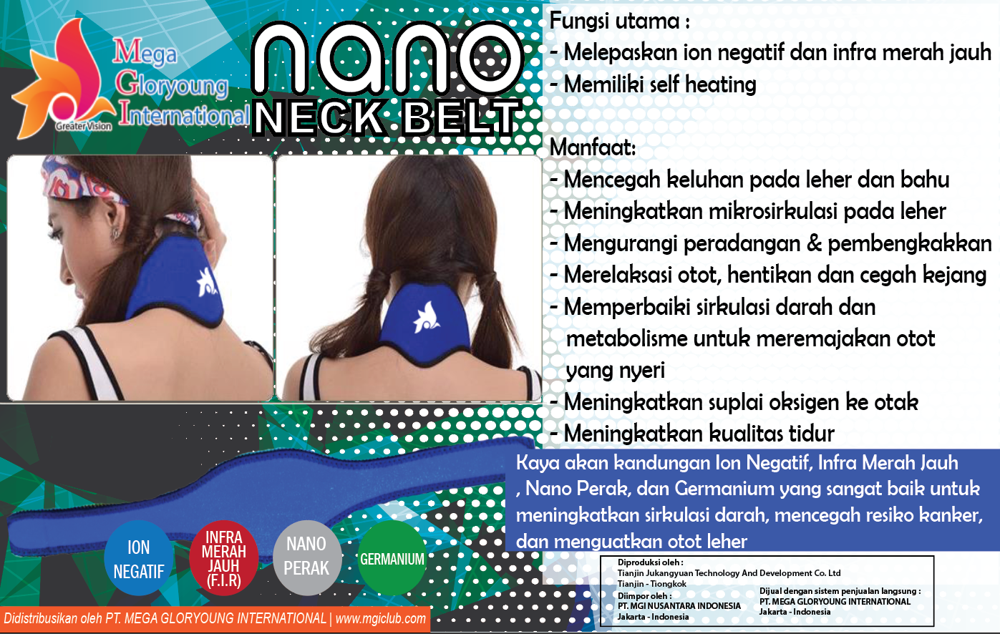 Mega
Gloryoung
International
Greater Vision
nano
NECK BELT
Fungsi utama :
- Melepaskan ion negatif dan infra merah jauh
- Memiliki self heating
Manfaat:
- Mencegah keluhan pada leher dan bahu
- Meningkatkan mikrosirkulasi pada leher
- Mengurangi peradangan & pembengkakkan
- Merelaksasi otot, hentikan dan cegah kejang
- Memperbaiki sirkulasi darah dan
metabolisme untuk meremajakan otot
yang nyeri
- Meningkatkan suplai oksigen ke otak
- Meningkatkan kualitas tidur
Kaya akan kandungan Ion Negatif, Infra Merah Jauh
, Nano Perak, dan Germanium yang sangat baik untuk
meningkatkan sirkulasi darah, mencegah resiko kanker,
dan menguatkan otot leher
ION
NEGATIF
INFRA
MERAH
JAUH
(F.I.R)
NANO
PERAK
GERMANIUM
Diproduksi oleh :
Tianjin Jukangyuan Technology And Development Co. Ltd
Tianjin - Tiongkok
Diimpor oleh :
PT. MGI NUSANTARA INDONESIA
Jakarta - Indonesia
Dijual dengan sistem penjualan langsung :
PT. MEGA GLORYOUNG INTERNATIONAL
Jakarta - Indonesia
Didistribusikan oleh PT. MEGA GLORYOUNG INTERNATIONAL | www.mgiclub.com